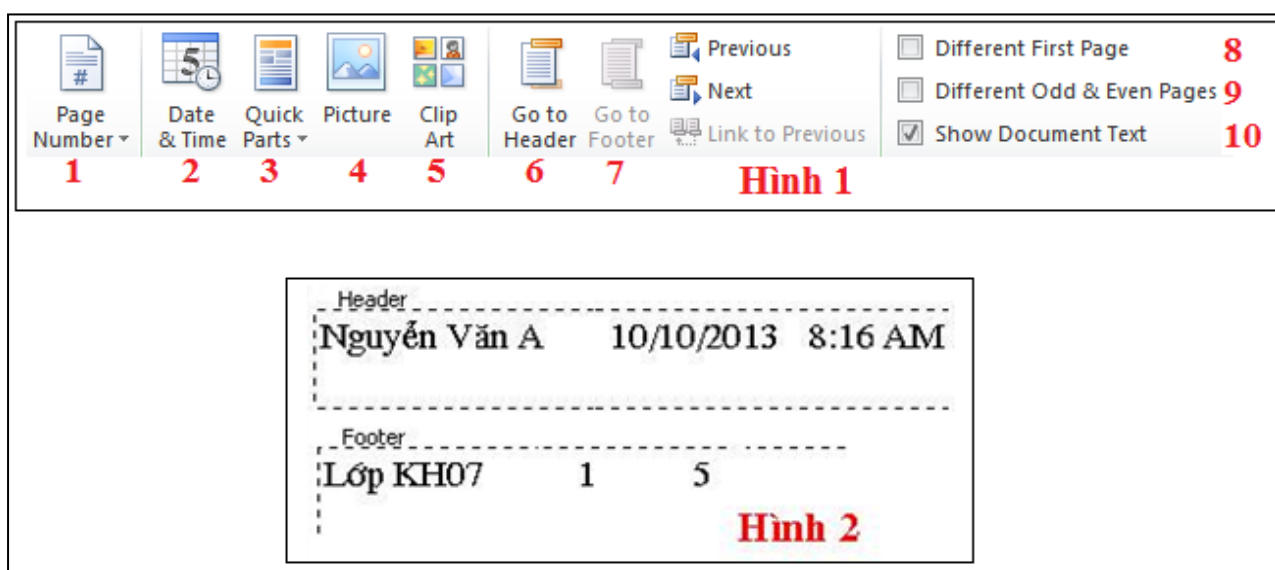 Page Number
Date & Time
Quick Parts
Picture
Clip Art
Go to Header
Go to Footer
Previous
Next
Link to Previous
Different First Page 8
Different Odd & Even Pages 9
Show Document Text 10
1 2 3 4 5 6 7 Hình 1
Header
Nguyễn Văn A 10/10/2013 8:16 AM
Footer
Lớp KH07 1 5
Hình 2